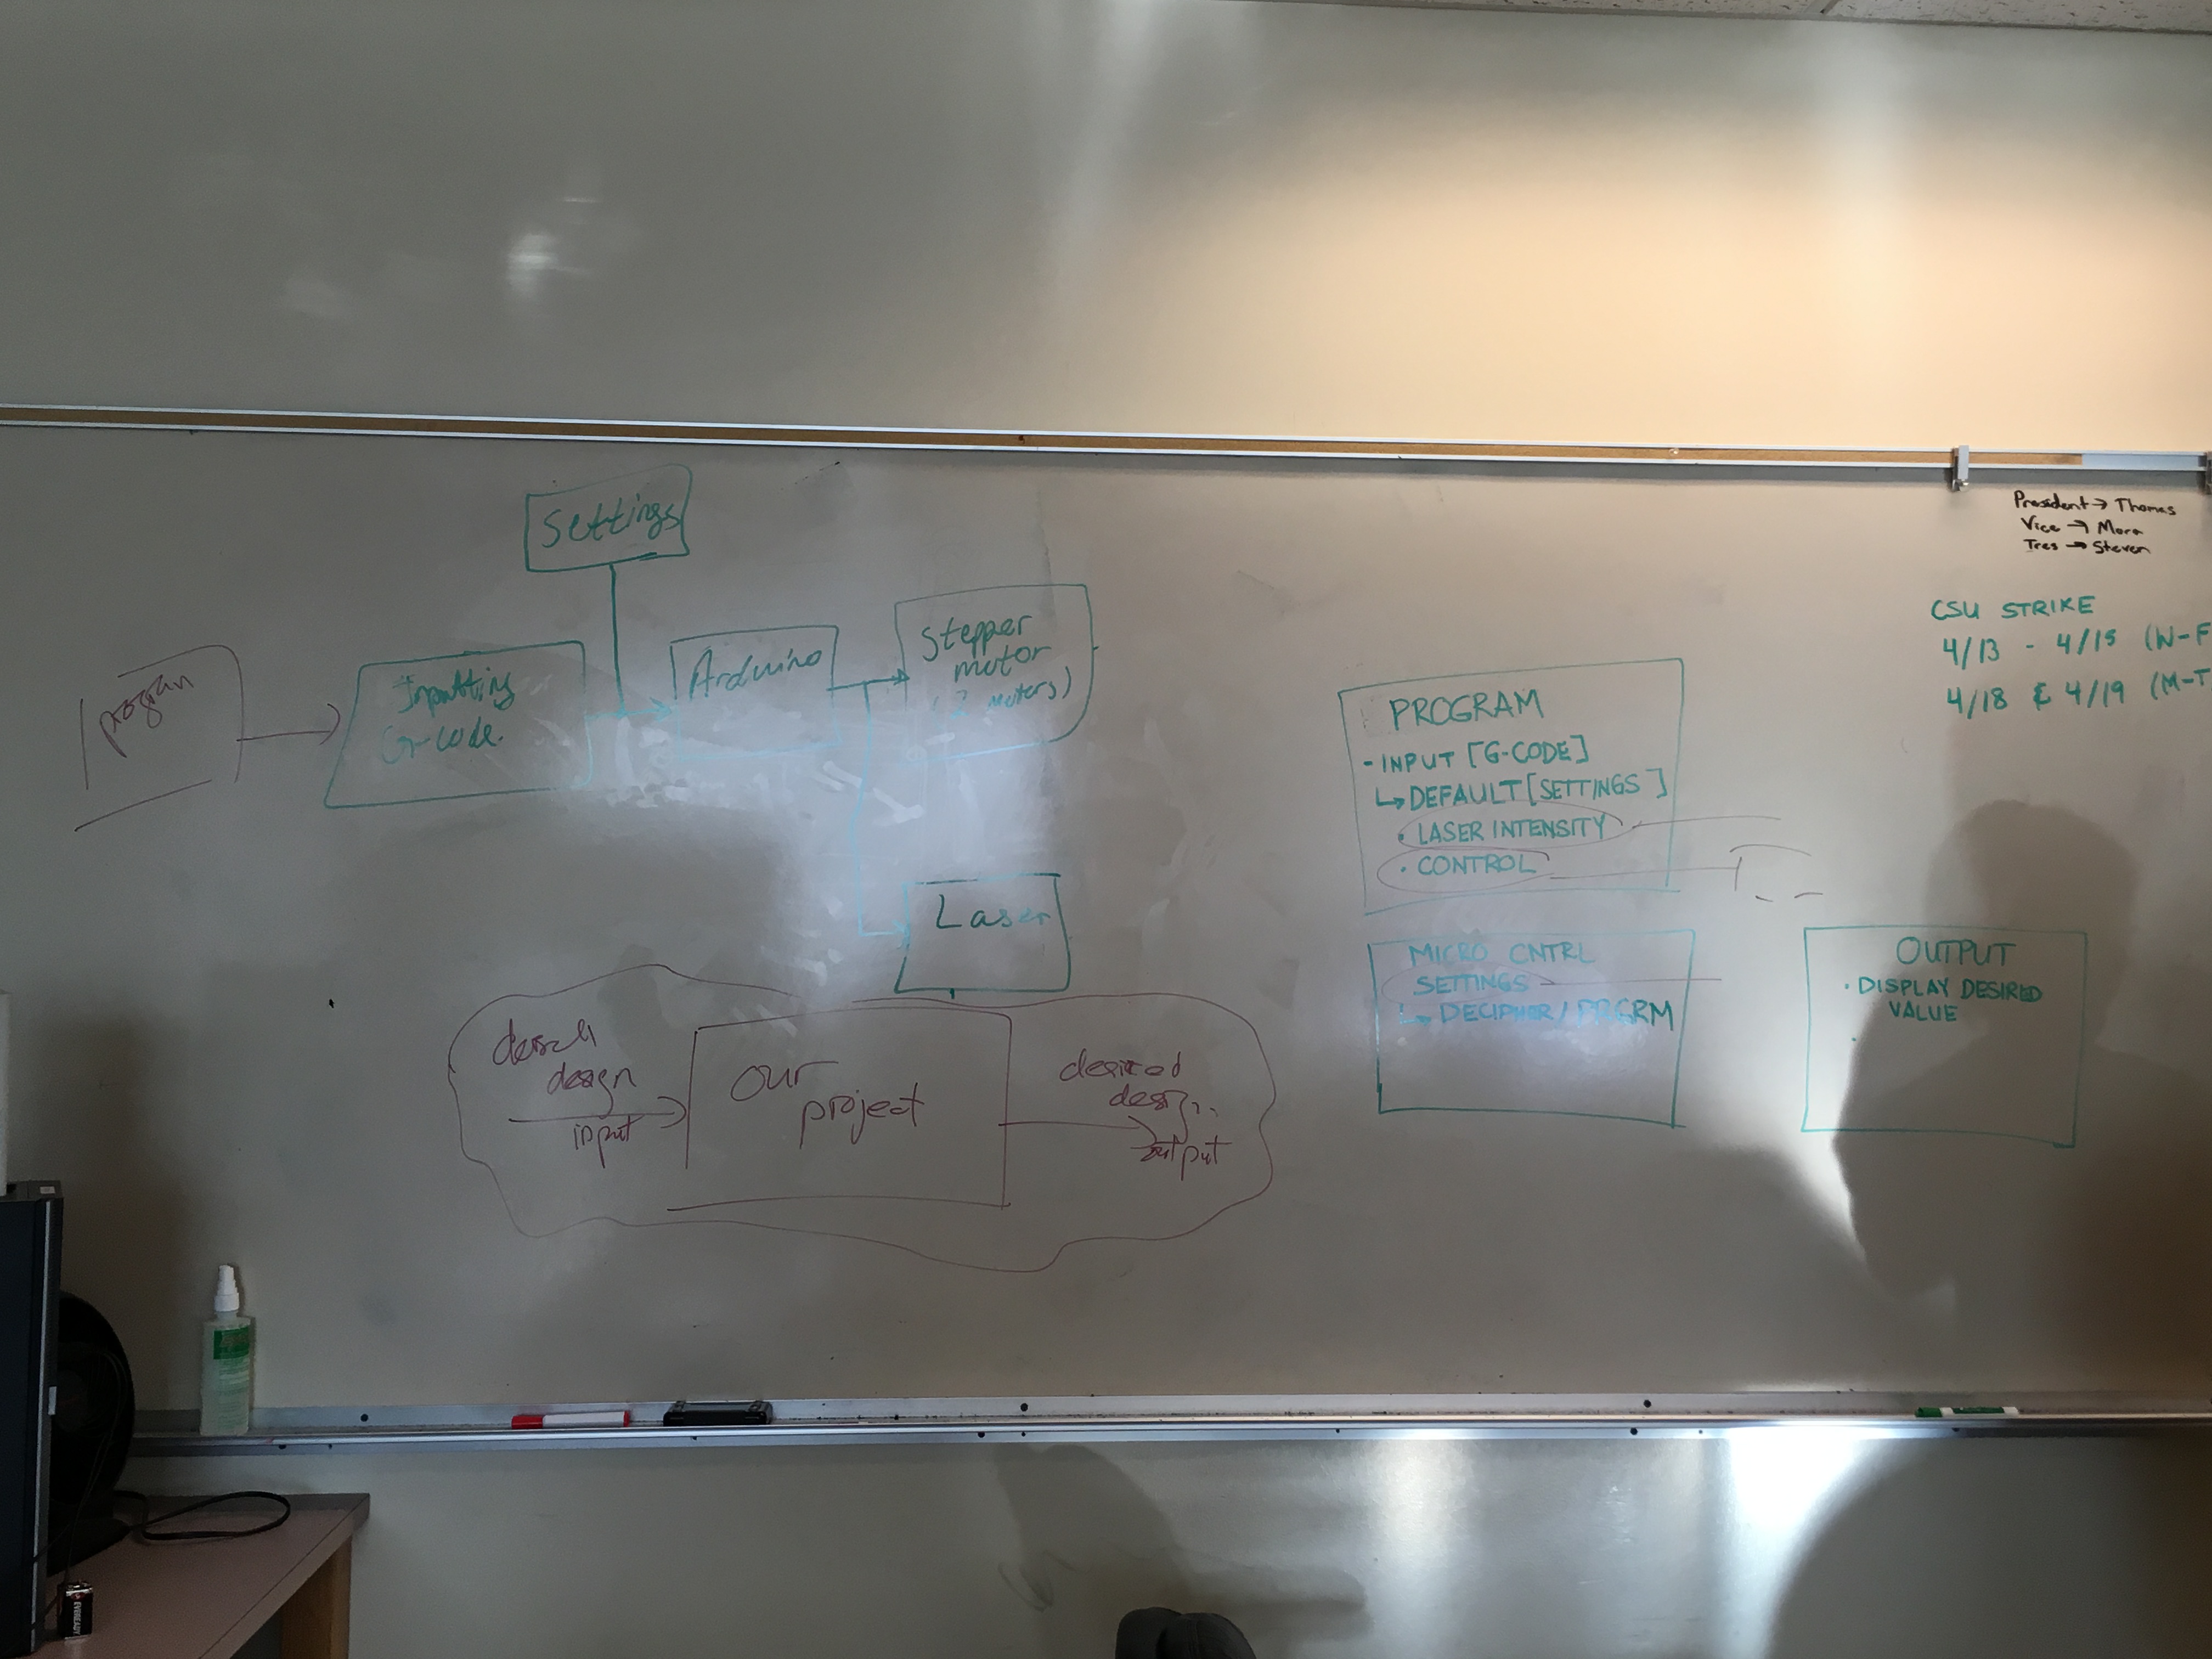 Settings
program
Inputting
G-code.
Arduino
Stepper
motor
(2 motors)
Laser
design
input
our
project
desired
output
PROGRAM
- INPUT [G-CODE]
↳ DEFAULT [SETTINGS]
• LASER INTENSITY
• CONTROL
MICRO CNTRL
SETTINGS
↳ DECIPHER / PRGRM
OUTPUT
• DISPLAY DESIRED
VALUE
President → Thomas
Vice → Mora
Tres → Steven
CSU STRIKE
4/13 - 4/15 (W-F
4/18 & 4/19 (M-T
EVEREADY